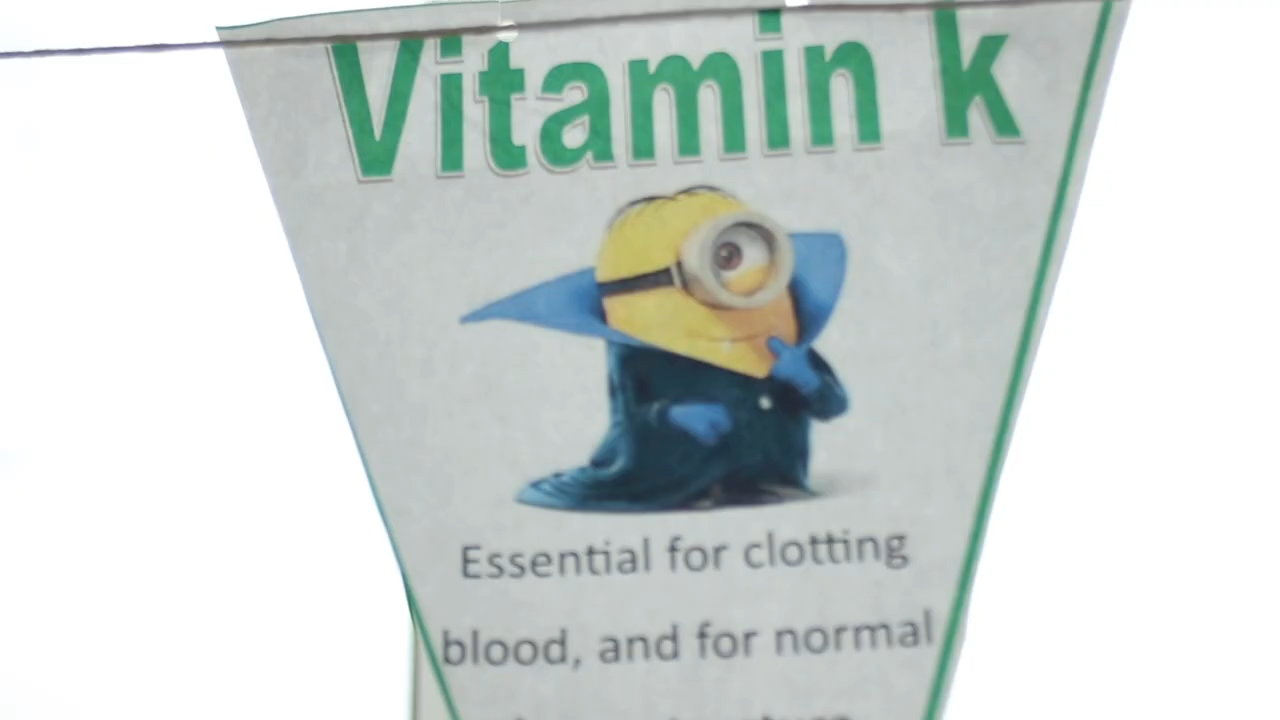 Vitamin k
Essential for clotting
blood, and for normal